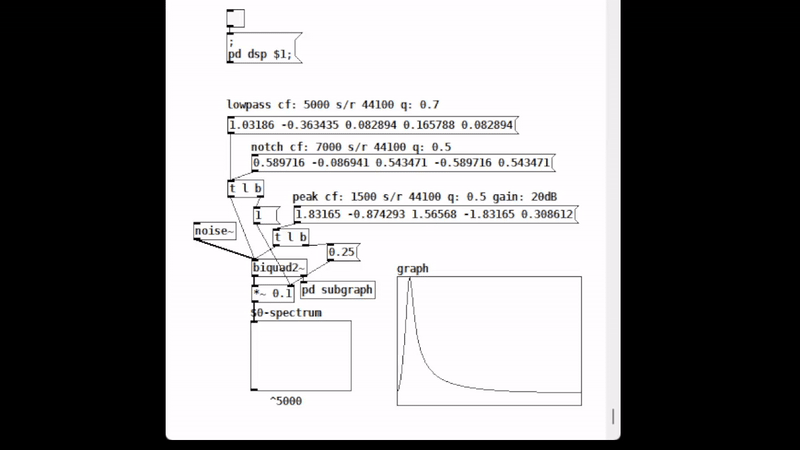 ;
pd dsp $1;
lowpass cf: 5000 s/r 44100 q: 0.7
1.03186 -0.363435 0.082894 0.165788 0.082894
notch cf: 7000 s/r 44100 q: 0.5
0.589716 -0.086941 0.543471 -0.589716 0.543471
t l b
peak cf: 1500 s/r 44100 q: 0.5 gain: 20dB
1
1.83165 -0.874293 1.56568 -1.83165 0.308612
noise~
t l b
0.25
biquad2~
graph
*~ 0.1
pd subgraph
$0-spectrum
^5000